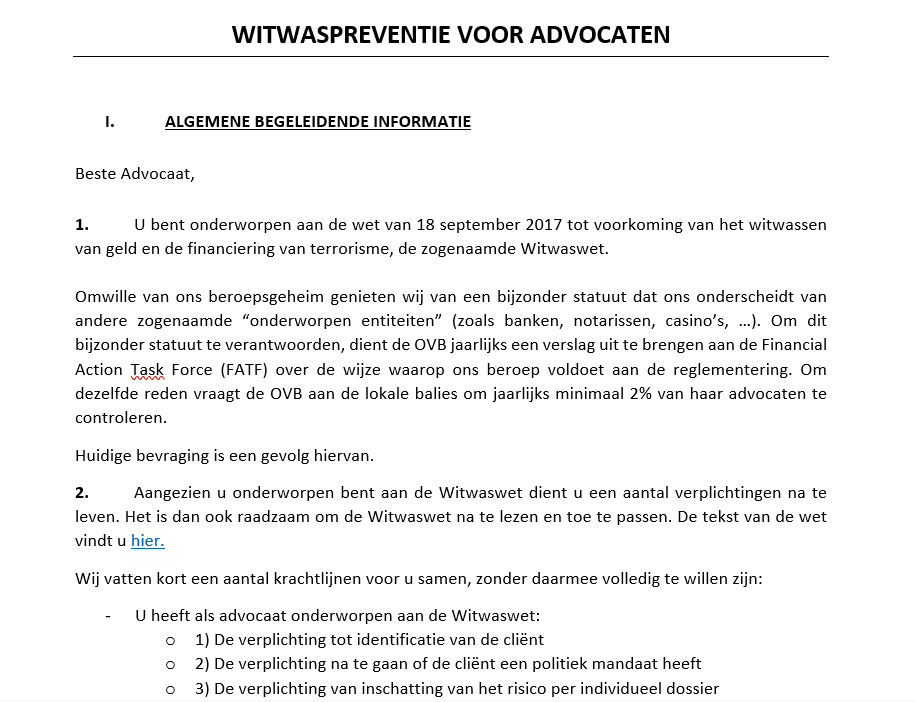 WITWASPREVENTIE VOOR ADVOCATEN
I. ALGEMENE BEGELEIDENDE INFORMATIE
Beste Advocaat,
1. U bent onderworpen aan de wet van 18 september 2017 tot voorkoming van het witwassen
van geld en de financiering van terrorisme, de zogenaamde Witwaswet.
Omwille van ons beroepsgeheim genieten wij van een bijzonder statuut dat ons onderscheidt van
andere zogenaamde “onderworpen entiteiten” (zoals banken, notarissen, casino’s, …). Om dit
bijzonder statuut te verantwoorden, dient de OVB jaarlijks een verslag uit te brengen aan de Financial
Action Task Force (FATF) over de wijze waarop ons beroep voldoet aan de reglementering. Om
dezelfde reden vraagt de OVB aan de lokale balies om jaarlijks minimaal 2% van haar advocaten te
controleren.
Huidige bevraging is een gevolg hiervan.
2. Aangezien u onderworpen bent aan de Witwaswet dient u een aantal verplichtingen na te
leven. Het is dan ook raadzaam om de Witwaswet na te lezen en toe te passen. De tekst van de wet
vindt u hier.
Wij vatten kort een aantal krachtlijnen voor u samen, zonder daarmee volledig te willen zijn:
- U heeft als advocaat onderworpen aan de Witwaswet:
o 1) De verplichting tot identificatie van de cliënt
o 2) De verplichting na te gaan of de cliënt een politiek mandaat heeft
o 3) De verplichting van inschatting van het risico per individueel dossier